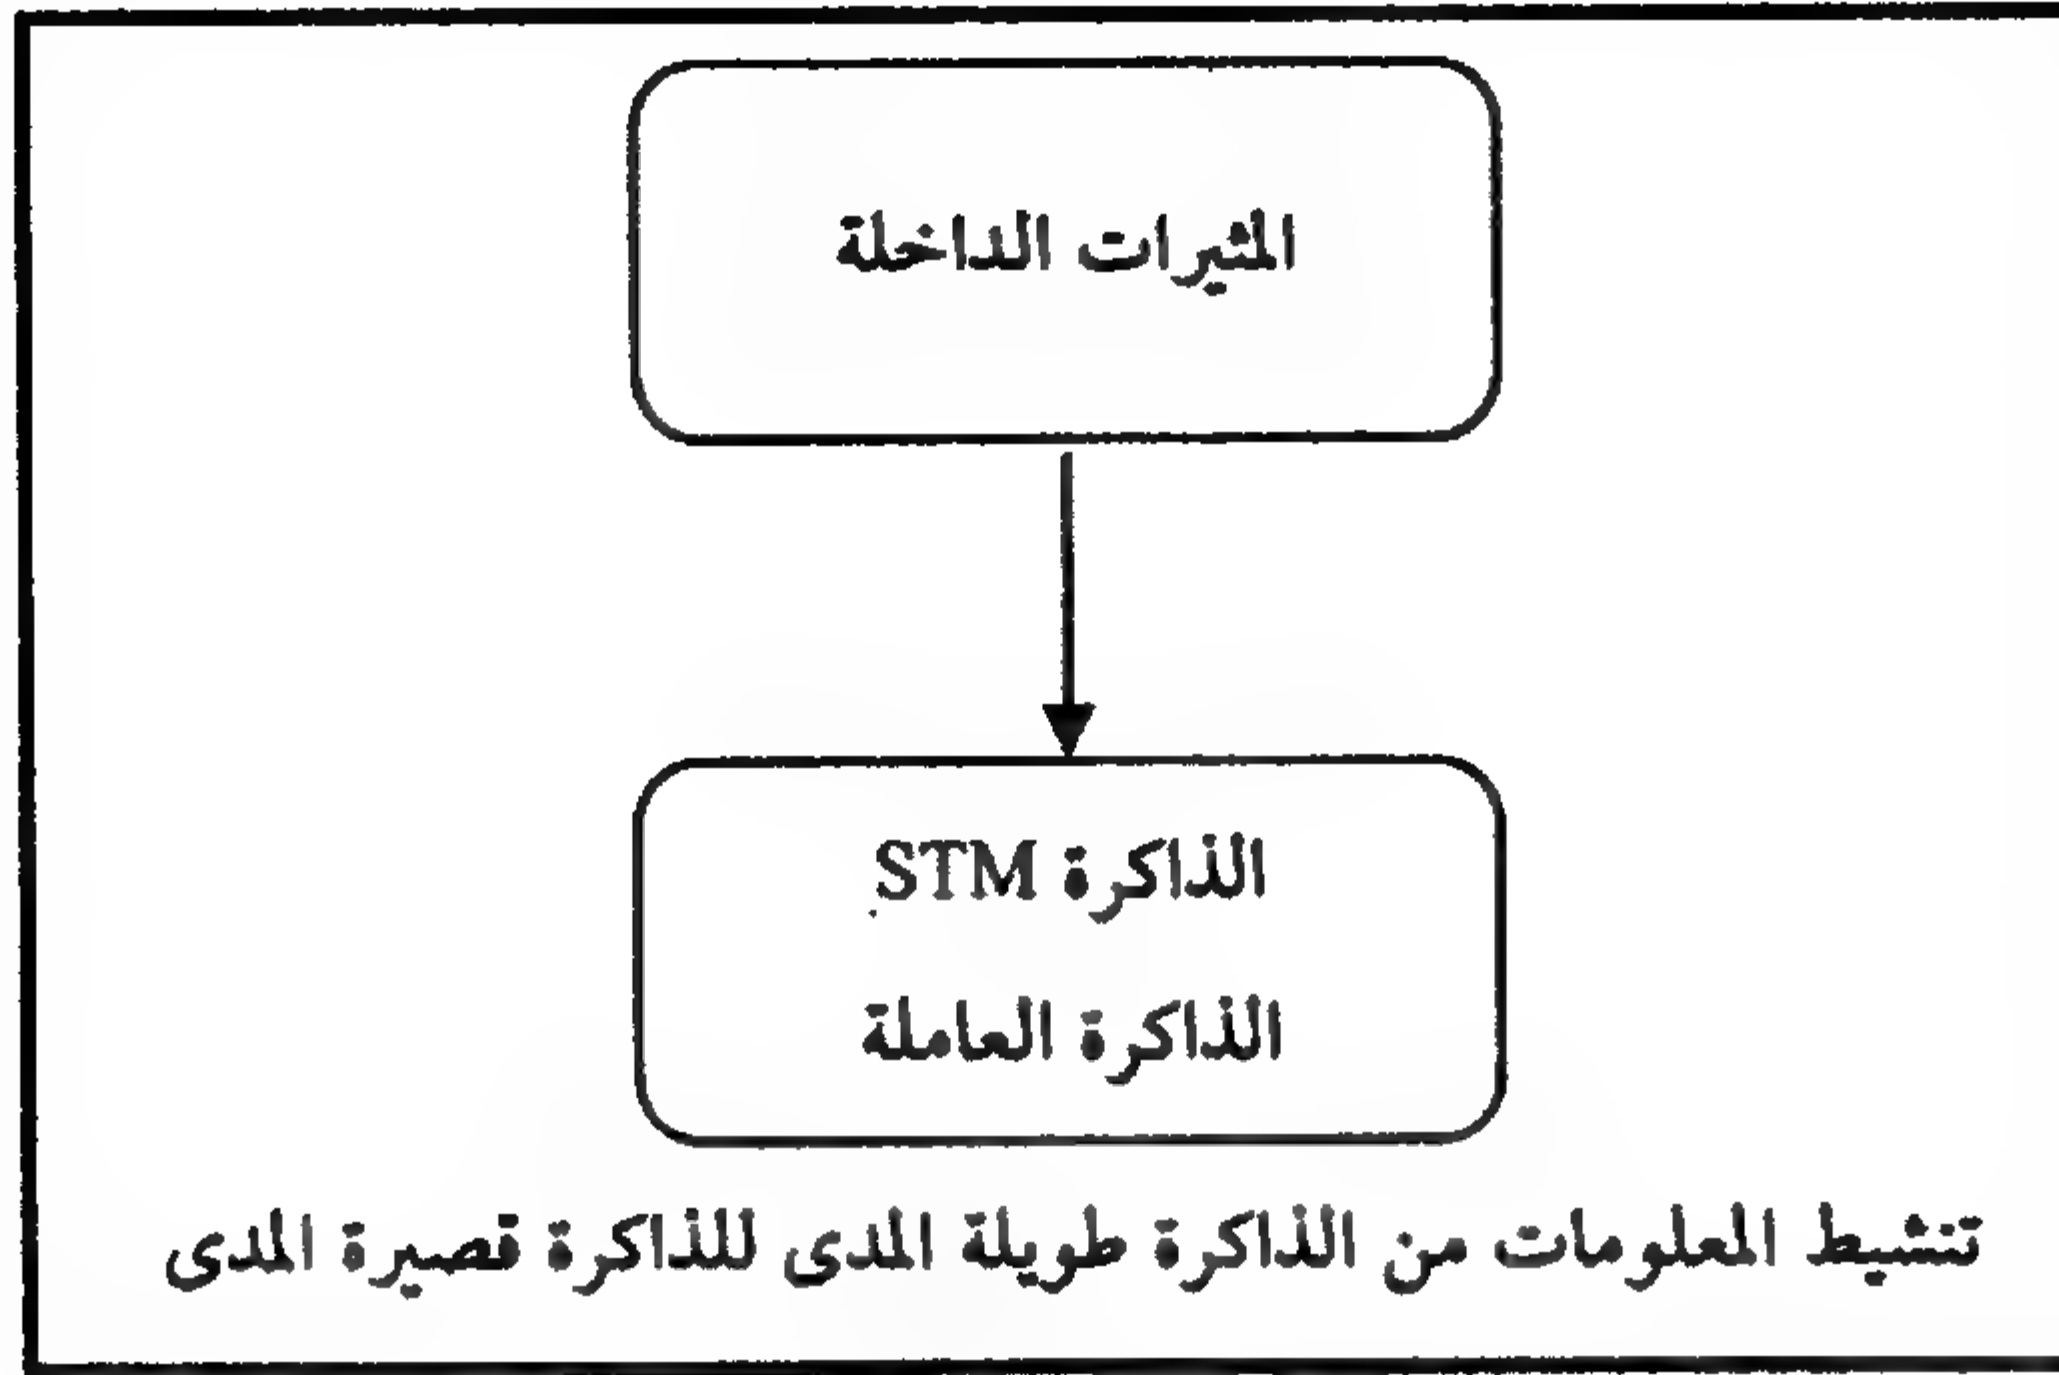 المثيرات الداخلة
الذاكرة STM
الذاكرة العاملة
تنشيط المعلومات من الذاكرة طويلة المدى للذاكرة قصيرة المدى